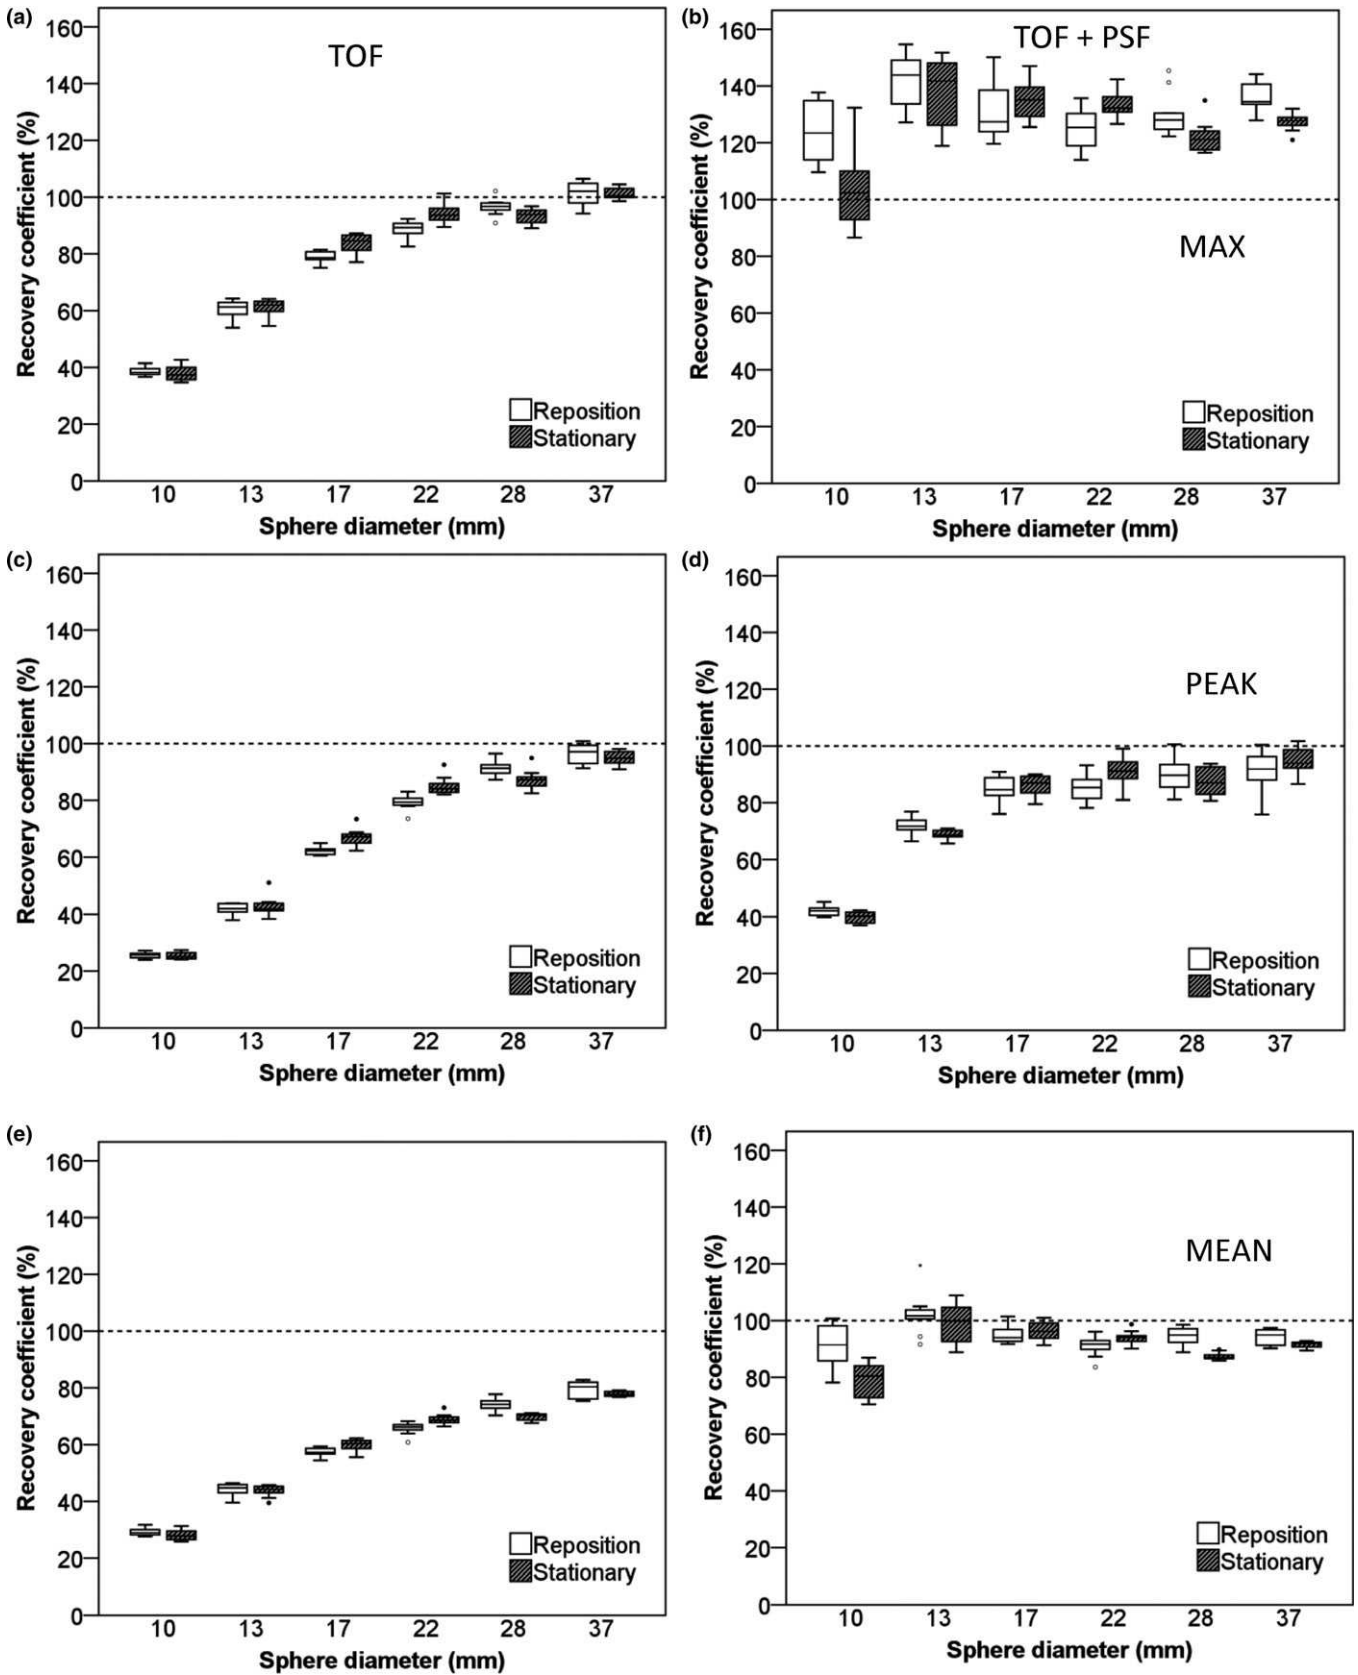 (a)
TOF
Recovery coefficient (%)
160
140
120
100
80
60
40
20
0
Reposition
Stationary
10 13 17 22 28 37
Sphere diameter (mm)
(b)
TOF + PSF
MAX
Recovery coefficient (%)
160
140
120
100
80
60
40
20
0
Reposition
Stationary
10 13 17 22 28 37
Sphere diameter (mm)
(c)
Recovery coefficient (%)
160
140
120
100
80
60
40
20
0
Reposition
Stationary
10 13 17 22 28 37
Sphere diameter (mm)
(d)
PEAK
Recovery coefficient (%)
160
140
120
100
80
60
40
20
0
Reposition
Stationary
10 13 17 22 28 37
Sphere diameter (mm)
(e)
Recovery coefficient (%)
160
140
120
100
80
60
40
20
0
Reposition
Stationary
10 13 17 22 28 37
Sphere diameter (mm)
(f)
MEAN
Recovery coefficient (%)
160
140
120
100
80
60
40
20
0
Reposition
Stationary
10 13 17 22 28 37
Sphere diameter (mm)